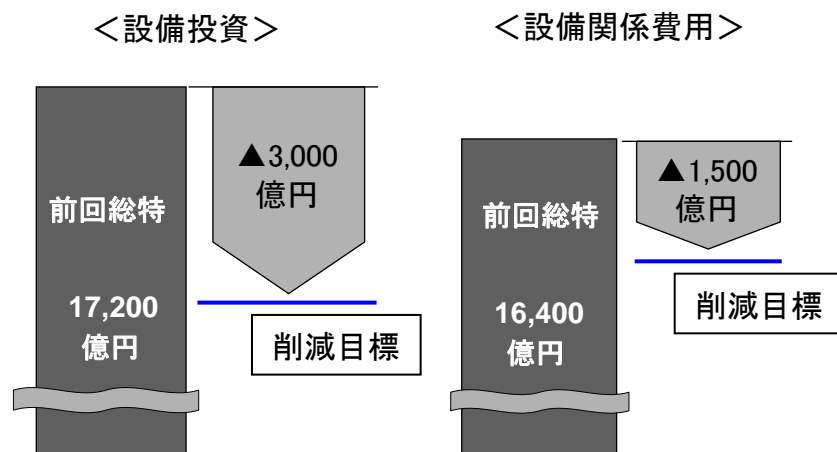 ＜設備投資＞
前回総特
17,200
億円
▲3,000
億円
削減目標
＜設備関係費用＞
前回総特
16,400
億円
▲1,500
億円
削減目標